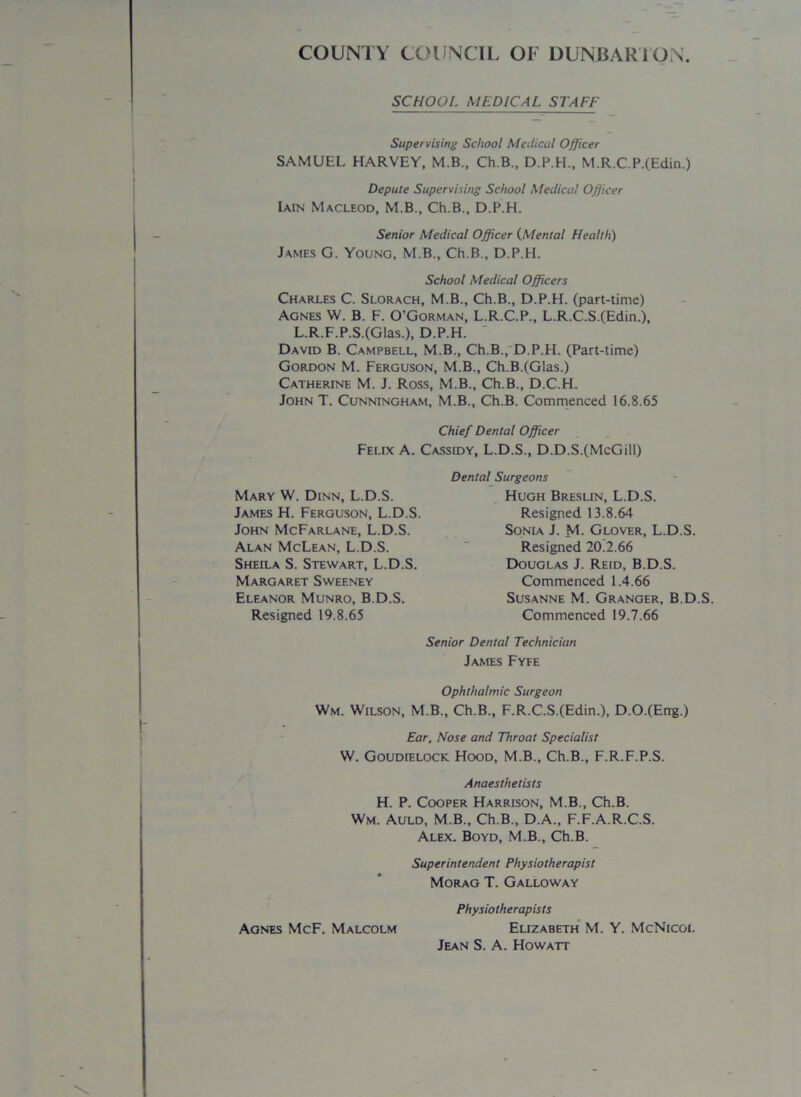 COUNTY COUNCIL OF DUNBARTON.
SCHOOL MEDICAL STAFF
Supervising School Medical Officer
SAMUEL HARVEY, M.B., Ch.B., D.P.H., M.R.C.P.(Edin.)
Depute Supervising School Medical Officer
IAIN MACLEOD, M.B., Ch.B., D.P.H.
Senior Medical Officer (Mental Health)
JAMES G. YOUNG, M.B., Ch.B., D.P.H.
School Medical Officers
CHARLES C. SLORACH, M.B., Ch.B., D.P.H. (part-time)
AGNES W. B. F. O'GORMAN, L.R.C.P., L.R.C.S.(Edin.),
L.R.F.P.S.(Glas.), D.P.H.
DAVID B. CAMPBELL, M.B., Ch.B., D.P.H. (Part-time)
GORDON M. FERGUSON, M.B., Ch.B.(Glas.)
CATHERINE M. J. ROSS, M.B., Ch.B., D.C.H.
JOHN T. CUNNINGHAM, M.B., Ch.B. Commenced 16.8.65
Chief Dental Officer
FELIX A. CASSIDY, L.D.S., D.D.S.(McGill)
Dental Surgeons
MARY W. DINN, L.D.S.
JAMES H. FERGUSON, L.D.S.
JOHN MCFARLANE, L.D.S.
ALAN MCLEAN, L.D.S.
SHEILA S. STEWART, L.D.S.
MARGARET SWEENEY
ELEANOR MUNRO, B.D.S.
Resigned 19.8.65
HUGH BRESLIN, L.D.S.
Resigned 13.8.64
SONIA J. M. GLOVER, L.D.S.
Resigned 20.2.66
DOUGLAS J. REID, B.D.S.
Commenced 1.4.66
SUSANNE M. GRANGER, B.D.S.
Commenced 19.7.66
Senior Dental Technician
JAMES FYFE
Ophthalmic Surgeon
WM. WILSON, M.B., Ch.B., F.R.C.S.(Edin.), D.O.(Eng.)
Ear, Nose and Throat Specialist
W. GOUDIELOCK HOOD, M.B., Ch.B., F.R.F.P.S.
Anaesthetists
H. P. COOPER HARRISON, M.B., Ch.B.
WM. AULD, M.B., Ch.B., D.A., F.F.A.R.C.S.
ALEX. BOYD, M.B., Ch.B.
Superintendent Physiotherapist
MORAG T. GALLOWAY
Physiotherapists
AGNES MCF. MALCOLM ELIZABETH M. Y. MCNICOL
JEAN S. A. HOWATT